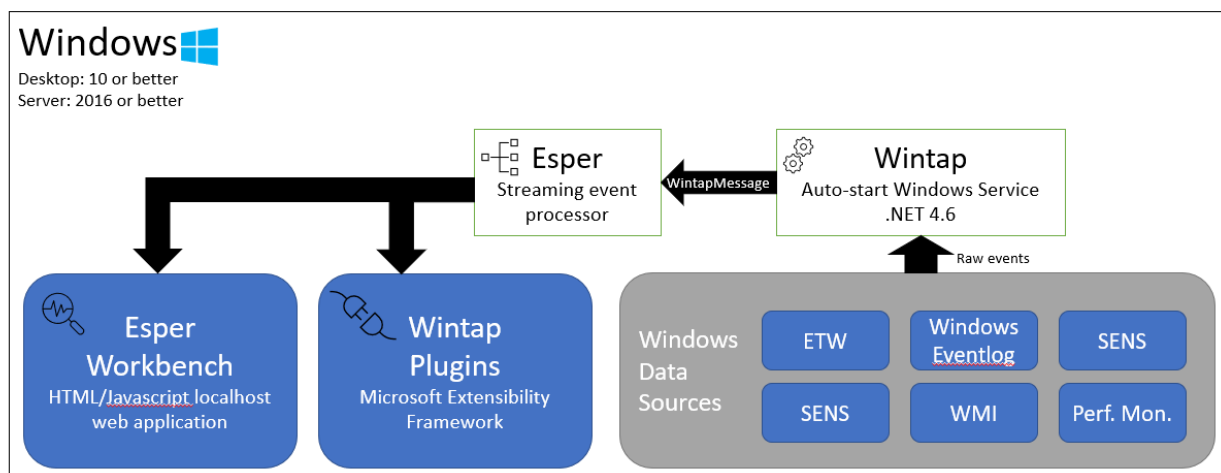 Windows
Desktop: 10 or better
Server: 2016 or better
Esper
Streaming event
processor
WintapMessage
Wintap
Auto-start Windows Service
.NET 4.6
Raw events
Esper
Workbench
HTML/Javascript localhost
web application
Wintap
Plugins
Microsoft Extensibility
Framework
Windows
Data
Sources
ETW
Windows
Eventlog
SENS
SENS
WMI
Perf. Mon.